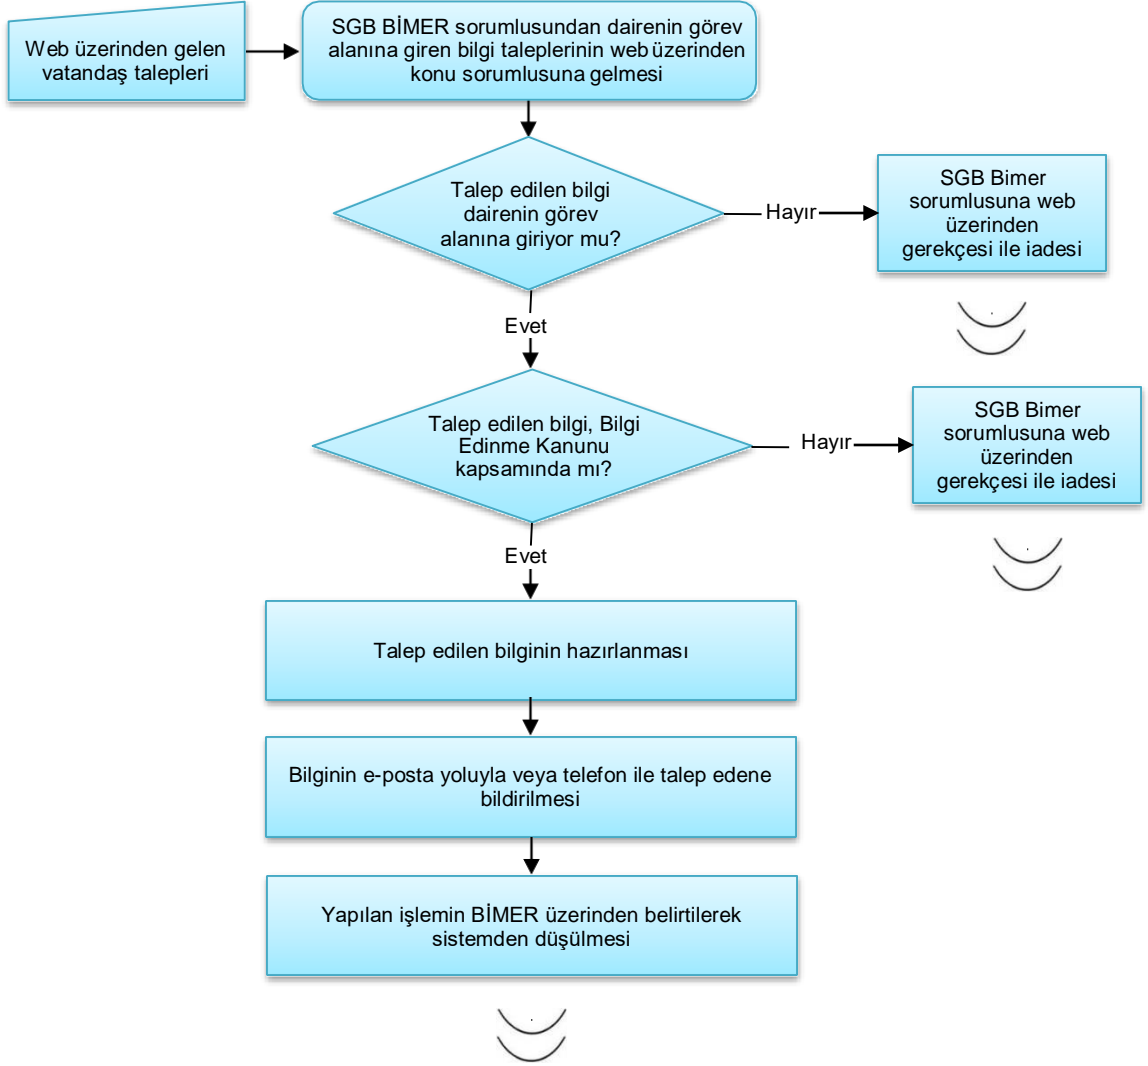 Web üzerinden gelen
vatandaş talepleri
SGB BİMER sorumlusundan dairenin görev
alanına giren bilgi taleplerinin web üzerinden
konu sorumlusuna gelmesi
Talep edilen bilgi
dairenin görev
alanına giriyor mu?
Hayır
SGB Bimer
sorumlusuna web
üzerinden
gerekçesi ile iadesi
Evet
Talep edilen bilgi, Bilgi
Edinme Kanunu
kapsamında mı?
Hayır
SGB Bimer
sorumlusuna web
üzerinden
gerekçesi ile iadesi
Evet
Talep edilen bilginin hazırlanması
Bilginin e-posta yoluyla veya telefon ile talep edene
bildirilmesi
Yapılan işlemin BİMER üzerinden belirtilerek
sistemden düşülmesi